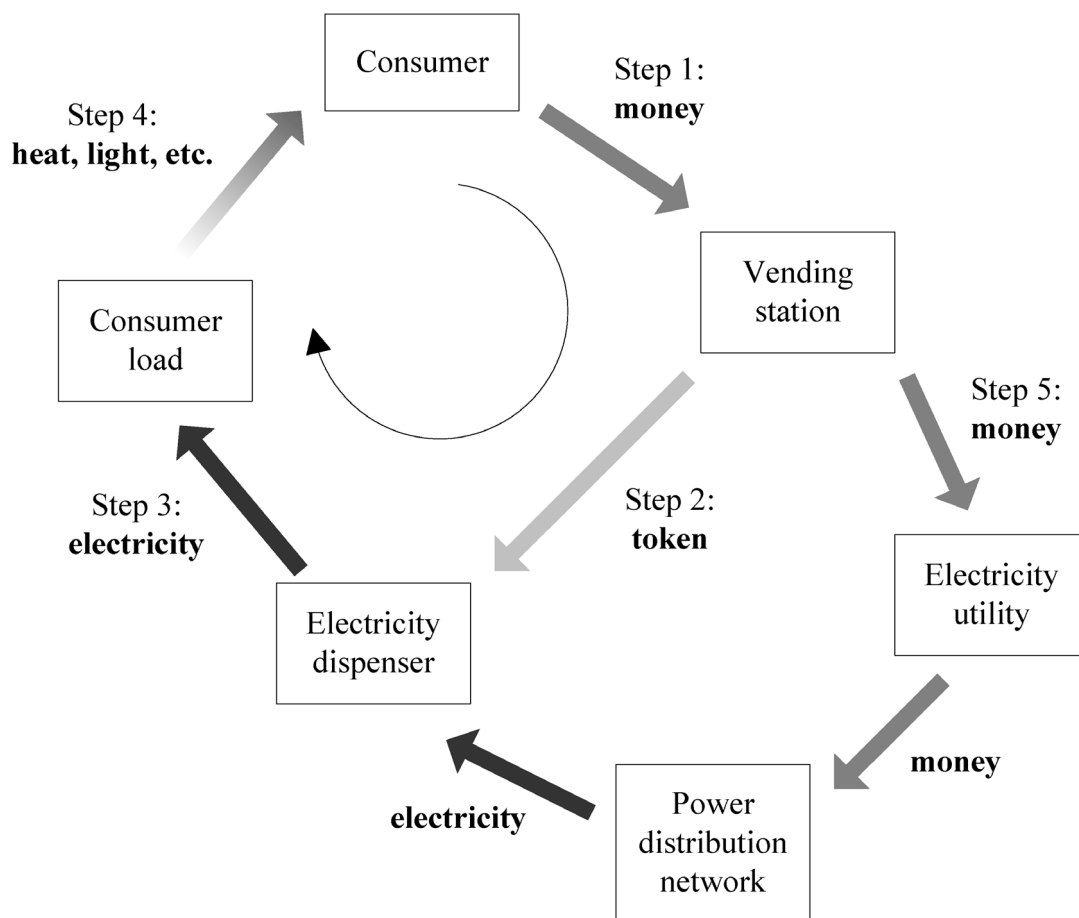 Consumer
Step 1:
money
Step 4:
heat, light, etc.
Vending
station
Consumer
load
Step 5:
money
Step 3:
electricity
Step 2:
token
Electricity
utility
Electricity
dispenser
money
electricity
Power
distribution
network